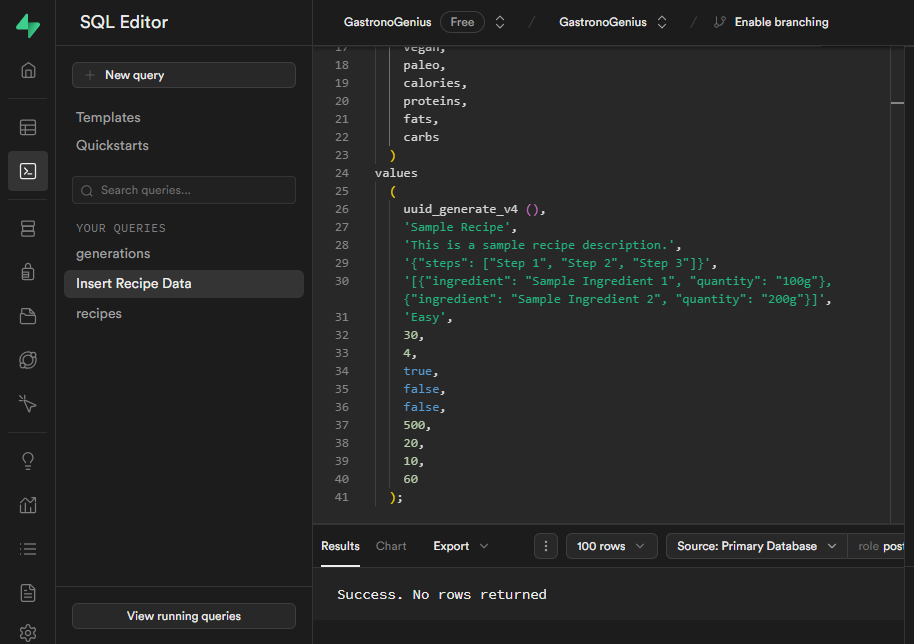 SQL Editor
GastronoGenius Free / GastronoGenius / Enable branching
+ New query
Templates
Quickstarts
Search queries...
YOUR QUERIES
generations
Insert Recipe Data
recipes
View running queries
17 vegan,
18 paleo,
19 calories,
20 proteins,
21 fats,
22 carbs
23 )
24 values
25 (
26 uuid_generate_v4 (),
27 'Sample Recipe',
28 'This is a sample recipe description.',
29 '{"steps": ["Step 1", "Step 2", "Step 3"]}',
30 '[{"ingredient": "Sample Ingredient 1", "quantity": "100g"},
{"ingredient": "Sample Ingredient 2", "quantity": "200g"}]',
31 'Easy',
32 30,
33 4,
34 true,
35 false,
36 false,
37 500,
38 20,
39 10,
40 60
41 );
Results Chart Export 100 rows Source: Primary Database role post
Success. No rows returned